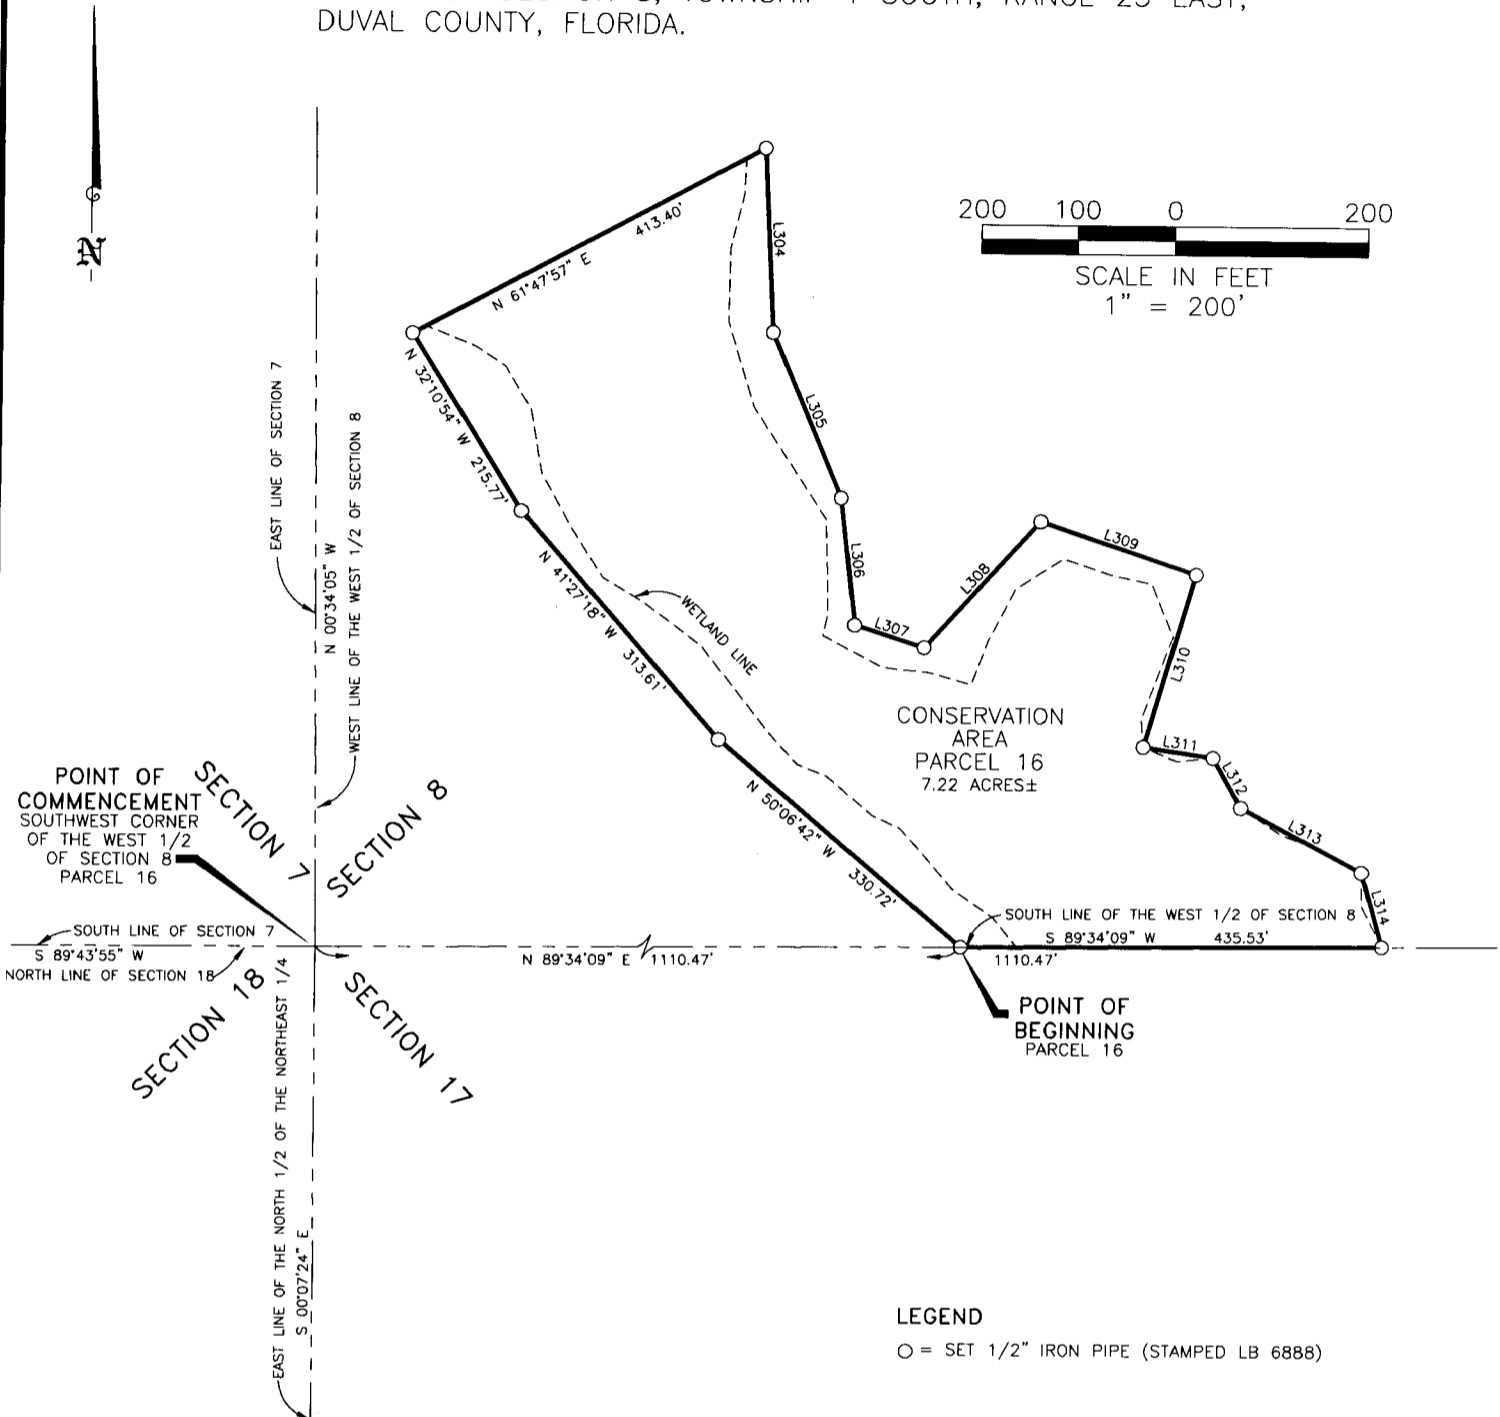 DUVAL COUNTY, FLORIDA.
N
200 100 0 200
SCALE IN FEET
1" = 200'
N 61°47'57" E 413.40'
L304
L305
L306
L307
L308
L309
L310
L311
L312
L313
L314
N 32°10'54" W 215.77'
N 41°27'18" W 313.61'
N 50°06'42" W 330.72'
WETLAND LINE
EAST LINE OF SECTION 7
N 00°34'05" W
WEST LINE OF THE WEST 1/2 OF SECTION 8
CONSERVATION
AREA
PARCEL 16
7.22 ACRES±
POINT OF
COMMENCEMENT
SOUTHWEST CORNER
OF THE WEST 1/2
OF SECTION 8
PARCEL 16
SECTION 7
SECTION 8
SOUTH LINE OF SECTION 7
S 89°43'55" W
NORTH LINE OF SECTION 18
SECTION 18
SECTION 17
N 89°34'09" E 1110.47'
SOUTH LINE OF THE WEST 1/2 OF SECTION 8
S 89°34'09" W 435.53'
1110.47'
POINT OF
BEGINNING
PARCEL 16
EAST LINE OF THE NORTH 1/2 OF THE NORTHEAST 1/4
S 00°07'24" E
LEGEND
O = SET 1/2" IRON PIPE (STAMPED LB 6888)